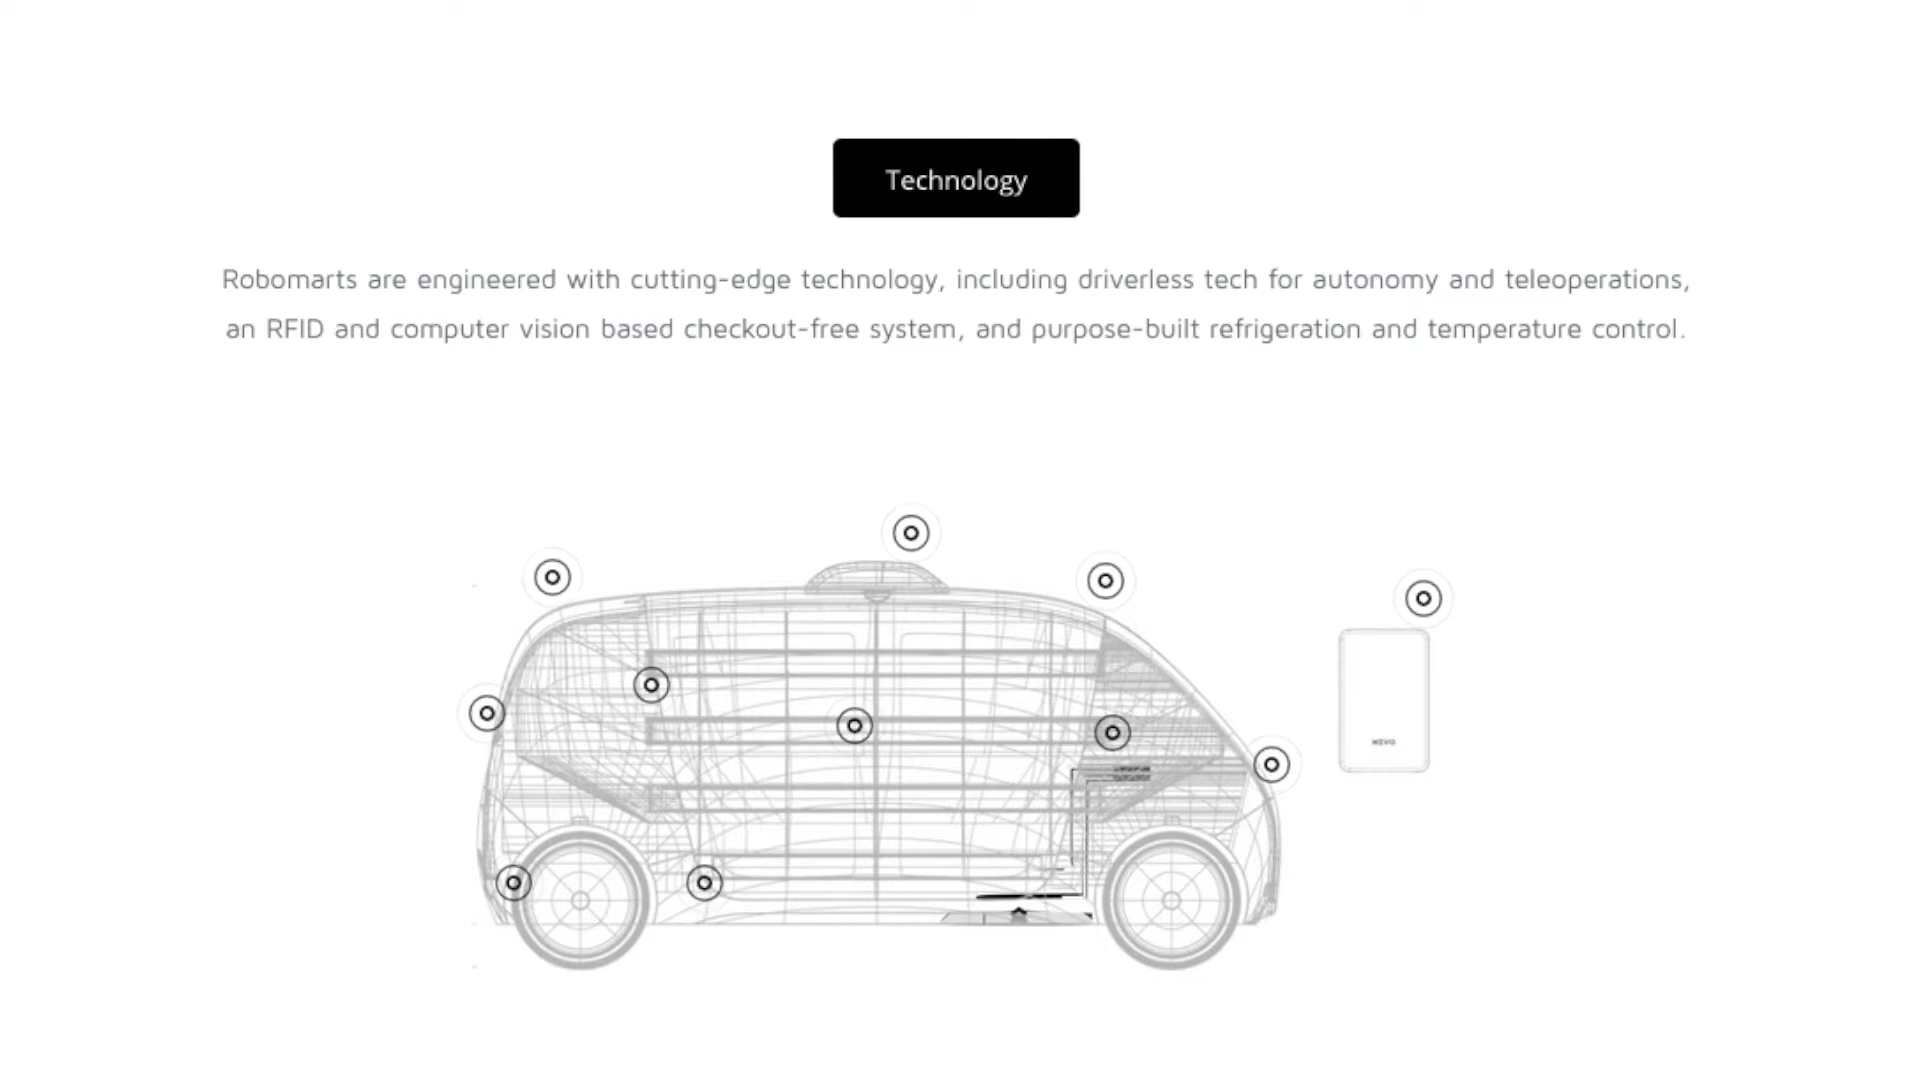 Technology
Robomarts are engineered with cutting-edge technology, including driverless tech for autonomy and teleoperations,
an RFID and computer vision based checkout-free system, and purpose-built refrigeration and temperature control.
HEVO